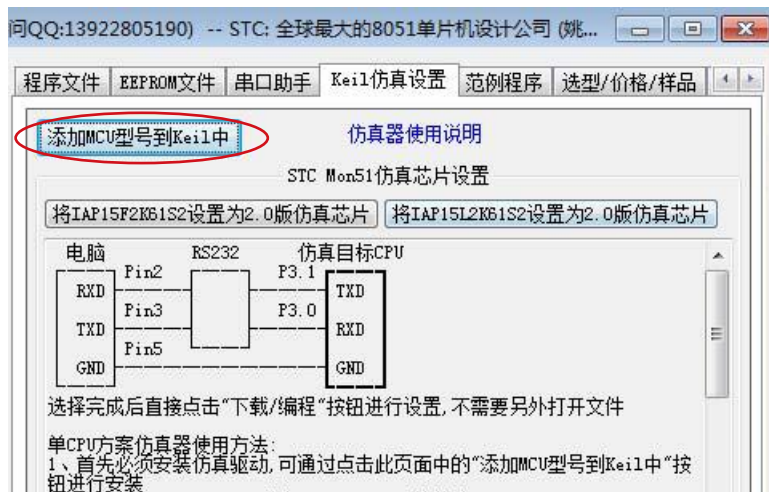 问QQ:13922805190) -- STC: 全球最大的8051单片机设计公司 (姚...
程序文件 EEPROM文件 串口助手 Keil仿真设置 范例程序 选型/价格/样品
添加MCU型号到Keil中 仿真器使用说明
STC Mon51仿真芯片设置
将IAP15F2K61S2设置为2.0版仿真芯片 将IAP15L2K61S2设置为2.0版仿真芯片
电脑 RS232 仿真目标CPU
Pin2 P3.1
RXD TXD
Pin3 P3.0
TXD RXD
Pin5
GND GND
选择完成后直接点击“下载/编程“按钮进行设置,不需要另外打开文件
单CPU方案仿真器使用方法:
1、首先必须安装仿真驱动,可通过点击此页面中的“添加MCU型号到Keil中“按
钮进行安装